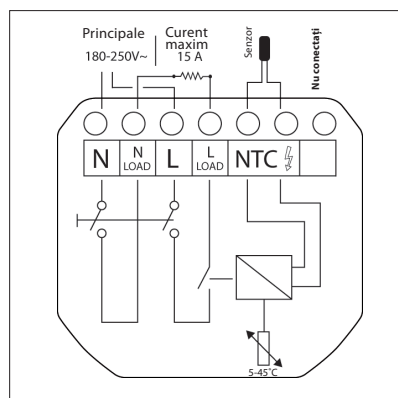 Principale
180-250V~
Curent
maxim
15 A
Senzor
Nu conectați
N
N
LOAD
L
L
LOAD
NTC
5-45°C